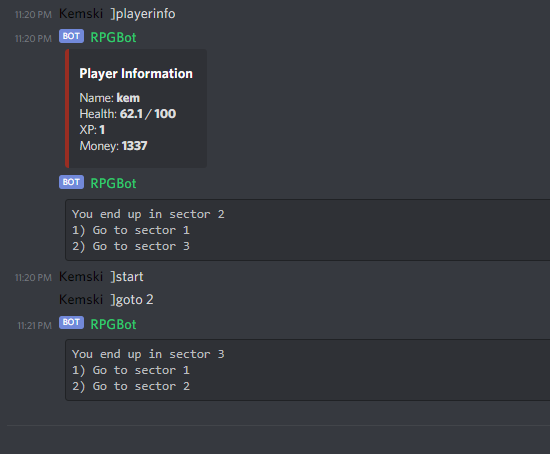 11:20 PM Kemski ]playerinfo
11:20 PM BOT RPGBot
Player Information
Name: kem
Health: 62.1 / 100
XP: 1
Money: 1337
BOT RPGBot
You end up in sector 2
1) Go to sector 1
2) Go to sector 3
11:20 PM Kemski ]start
Kemski ]goto 2
11:21 PM BOT RPGBot
You end up in sector 3
1) Go to sector 1
2) Go to sector 2